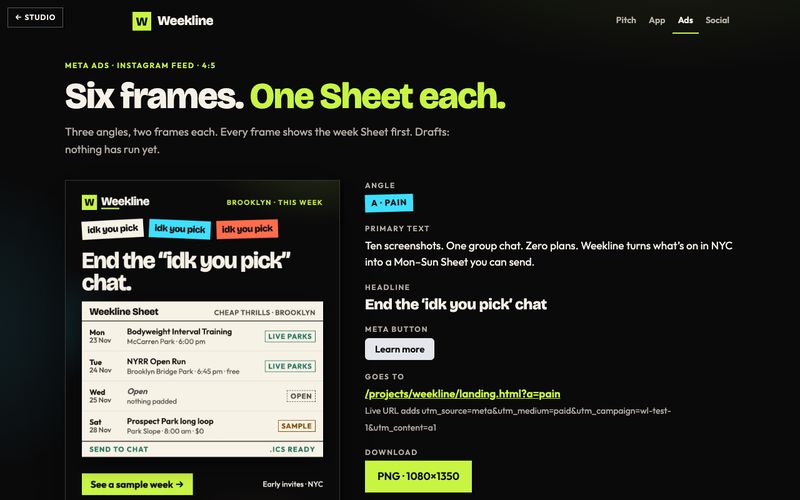 ← STUDIO
W Weekline
Pitch App Ads Social
META ADS · INSTAGRAM FEED · 4:5
Six frames. One Sheet each.
Three angles, two frames each. Every frame shows the week Sheet first. Drafts:
nothing has run yet.
W Weekline
BROOKLYN · THIS WEEK
idk you pick idk you pick idk you pick
End the “idk you pick”
chat.
Weekline Sheet CHEAP THRILLS · BROOKLYN
Mon Bodyweight Interval Training
23 Nov McCarren Park · 6:00 pm
LIVE PARKS
Tue NYRR Open Run
24 Nov Brooklyn Bridge Park · 6:45 pm · free
LIVE PARKS
Wed Open
25 Nov nothing padded
OPEN
Sat Prospect Park long loop
28 Nov Park Slope · 8:00 am · $0
SAMPLE
SEND TO CHAT .ICS READY
See a sample week → Early invites · NYC
ANGLE
A · PAIN
PRIMARY TEXT
Ten screenshots. One group chat. Zero plans. Weekline turns what’s on in NYC
into a Mon–Sun Sheet you can send.
HEADLINE
End the ‘idk you pick’ chat
META BUTTON
Learn more
GOES TO
/projects/weekline/landing.html?a=pain
Live URL adds utm_source=meta&utm_medium=paid&utm_campaign=wl-test-
1&utm_content=a1
DOWNLOAD
PNG · 1080×1350